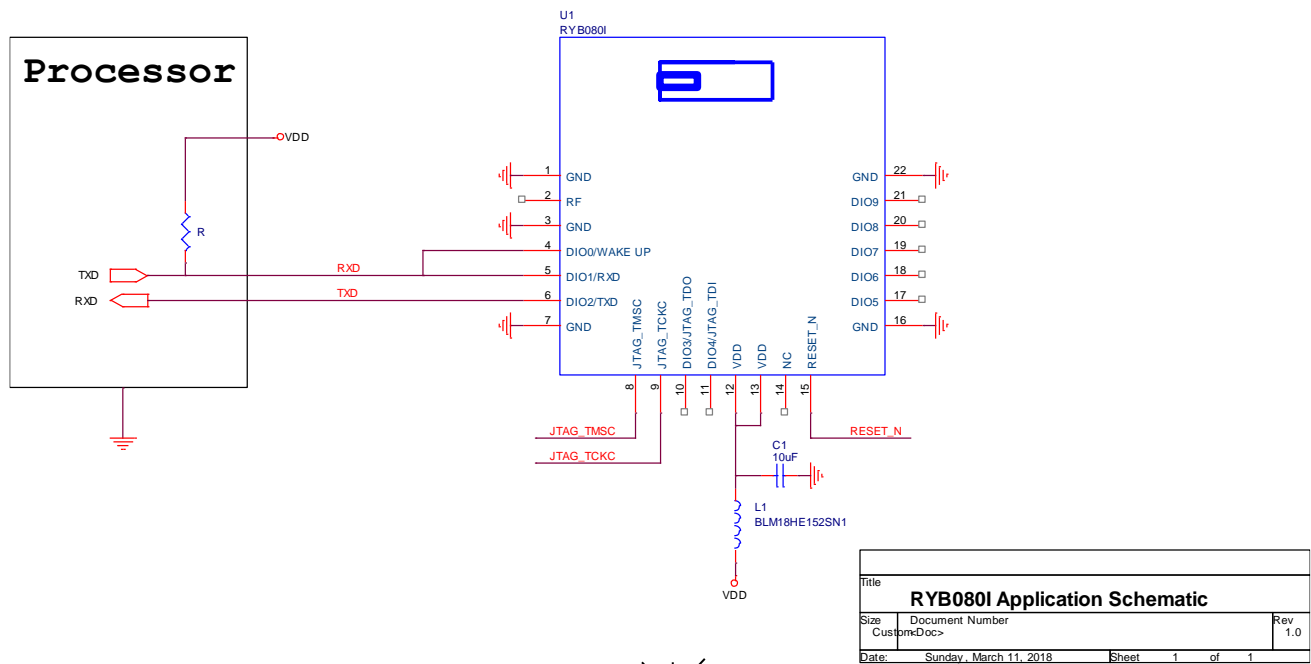 U1
RYB080I
Processor
VDD
R
TXD
RXD
RXD
TXD
1 GND
2 RF
3 GND
4 DIO0/WAKE UP
5 DIO1/RXD
6 DIO2/TXD
7 GND
22 GND
21 DIO9
20 DIO8
19 DIO7
18 DIO6
17 DIO5
16 GND
8 JTAG_TMSC
9 JTAG_TCKC
10 DIO3/JTAG_TDO
11 DIO4/JTAG_TDI
12 VDD
13 VDD
14 NC
15 RESET_N
JTAG_TMSC
JTAG_TCKC
RESET_N
C1
10uF
L1
BLM18HE152SN1
VDD
Title
RYB080I Application Schematic
Size
Custom
Document Number
<Doc>
Rev
1.0
Date: Sunday, March 11, 2018 Sheet 1 of 1